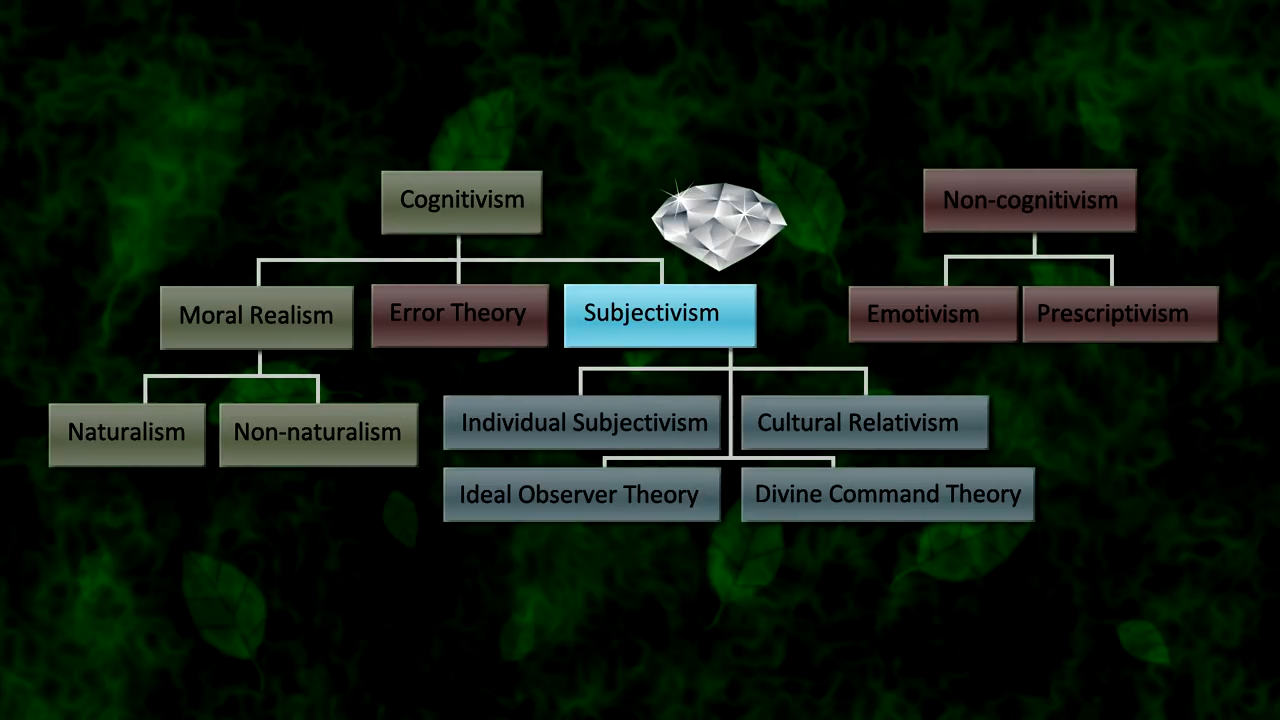 Cognitivism
Non-cognitivism
Moral Realism
Error Theory
Subjectivism
Emotivism
Prescriptivism
Naturalism
Non-naturalism
Individual Subjectivism
Cultural Relativism
Ideal Observer Theory
Divine Command Theory